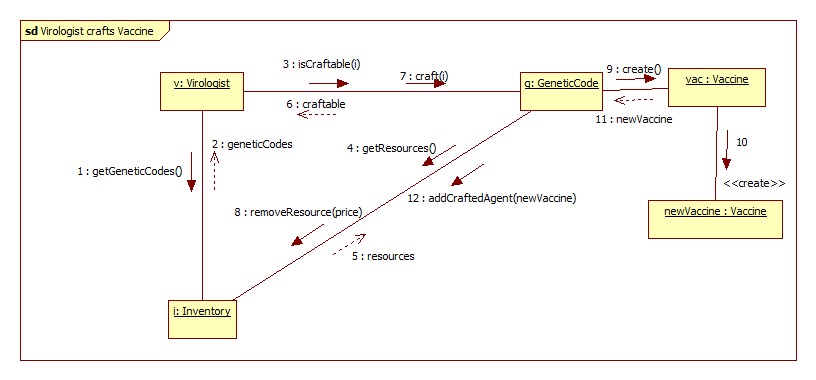 sd Virologist crafts Vaccine
3 : isCraftable(i)
7 : craft(i)
9 : create()
v: Virologist
g: GeneticCode
vac : Vaccine
6 : craftable
11 : newVaccine
2 : geneticCodes
4 : getResources()
10
1 : getGeneticCodes()
<<create>>
12 : addCraftedAgent(newVaccine)
8 : removeResource(price)
newVaccine : Vaccine
5 : resources
i: Inventory